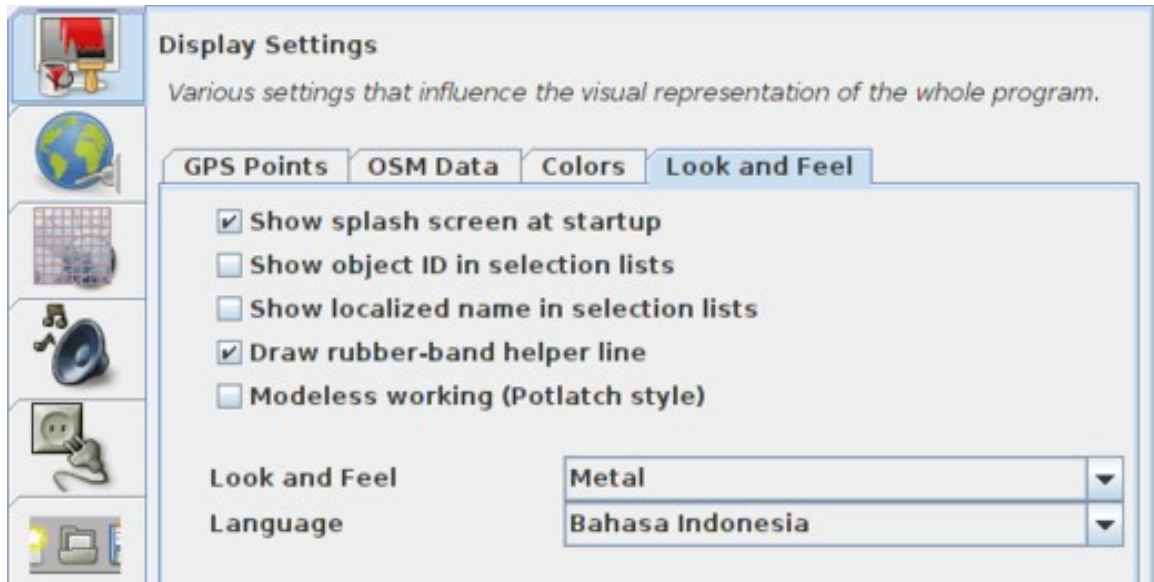 Display Settings
Various settings that influence the visual representation of the whole program.
GPS Points OSM Data Colors Look and Feel
Show splash screen at startup
Show object ID in selection lists
Show localized name in selection lists
Draw rubber-band helper line
Modeless working (Potlatch style)
Look and Feel Metal
Language Bahasa Indonesia